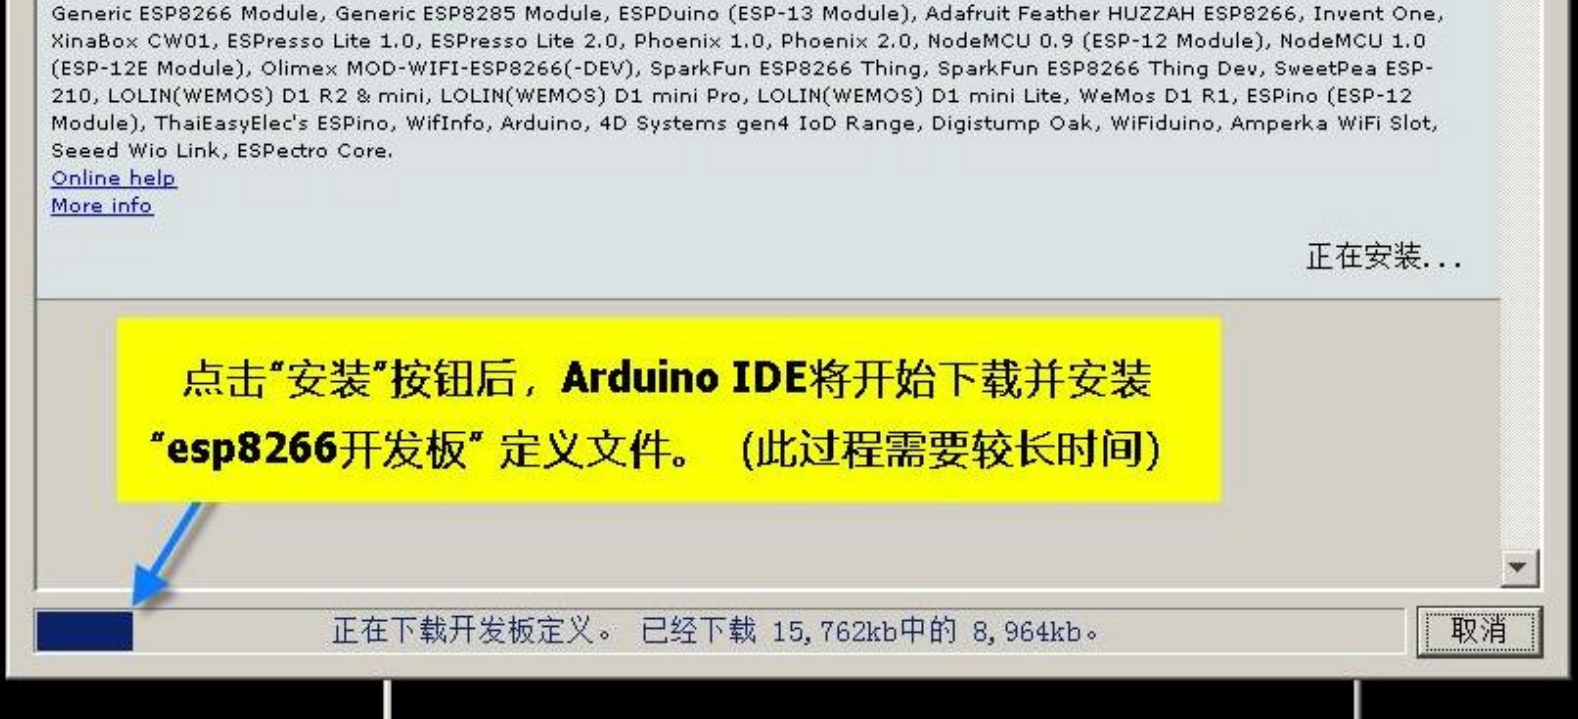 Generic ESP8266 Module, Generic ESP8285 Module, ESPDuino (ESP-13 Module), Adafruit Feather HUZZAH ESP8266, Invent One,
XinaBox CW01, ESPresso Lite 1.0, ESPresso Lite 2.0, Phoenix 1.0, Phoenix 2.0, NodeMCU 0.9 (ESP-12 Module), NodeMCU 1.0
(ESP-12E Module), Olimex MOD-WIFI-ESP8266(-DEV), SparkFun ESP8266 Thing, SparkFun ESP8266 Thing Dev, SweetPea ESP-
210, LOLIN(WEMOS) D1 R2 & mini, LOLIN(WEMOS) D1 mini Pro, LOLIN(WEMOS) D1 mini Lite, WeMos D1 R1, ESPino (ESP-12
Module), ThaiEasyElec's ESPino, WifInfo, Arduino, 4D Systems gen4 IoD Range, Digistump Oak, WiFiduino, Amperka WiFi Slot,
Seeed Wio Link, ESPectro Core.
Online help
More info
正在安装...
点击"安装"按钮后，Arduino IDE将开始下载并安装
"esp8266开发板" 定义文件。 (此过程需要较长时间)
正在下载开发板定义。 已经下载 15,762kb中的 8,964kb。
取消